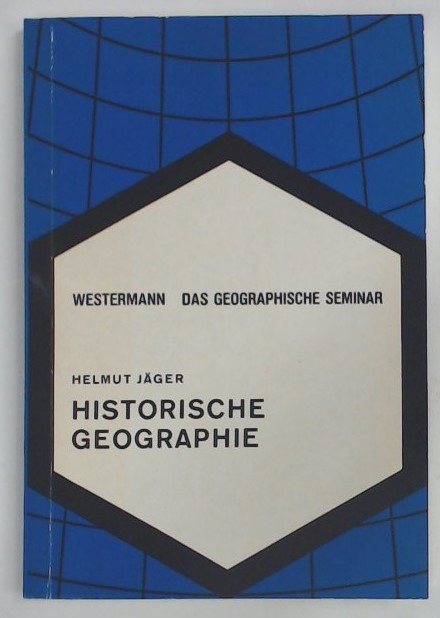 WESTERMANN DAS GEOGRAPHISCHE SEMINAR
HELMUT JÄGER
HISTORISCHE
GEOGRAPHIE